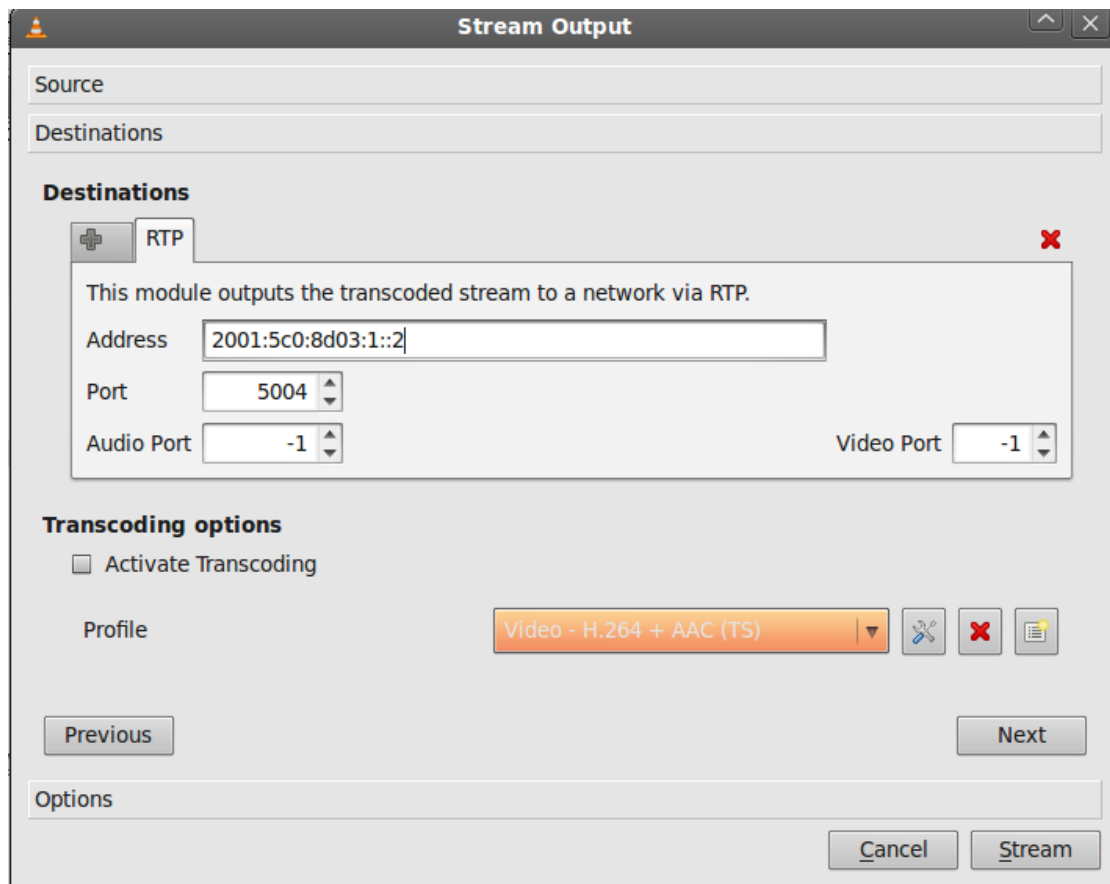 Stream Output
Source
Destinations
Destinations
RTP
This module outputs the transcoded stream to a network via RTP.
Address 2001:5c0:8d03:1::2
Port 5004
Audio Port -1 Video Port -1
Transcoding options
Activate Transcoding
Profile Video - H.264 + AAC (TS)
Previous Next
Options
Cancel Stream